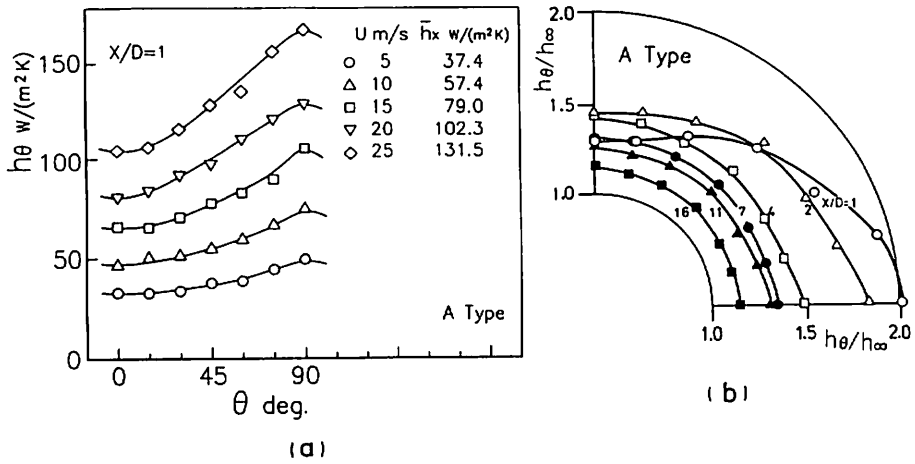 X/D=1
U m/s h̄x W/(m²K)
5 37.4
10 57.4
15 79.0
20 102.3
25 131.5
A Type
hθ W/(m²K)
150
100
50
0
0 45 90
θ deg.
(a)
A Type
hθ/h∞
2.0
1.5
1.0
16 11 7 4 2 X/D=1
1.0 1.5 2.0
hθ/h∞
(b)